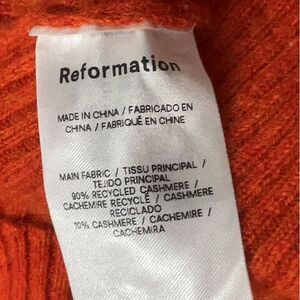 Reformation
MADE IN CHINA / FABRICADO EN
CHINA / FABRIQUÉ EN CHINE
MAIN FABRIC / TISSU PRINCIPAL /
TEJIDO PRINCIPAL
90% RECYCLED CASHMERE /
CACHEMIRE RECYCLÉ / CASHMERE
RECICLADO
10% CASHMERE / CACHEMIRE /
CACHEMIRA